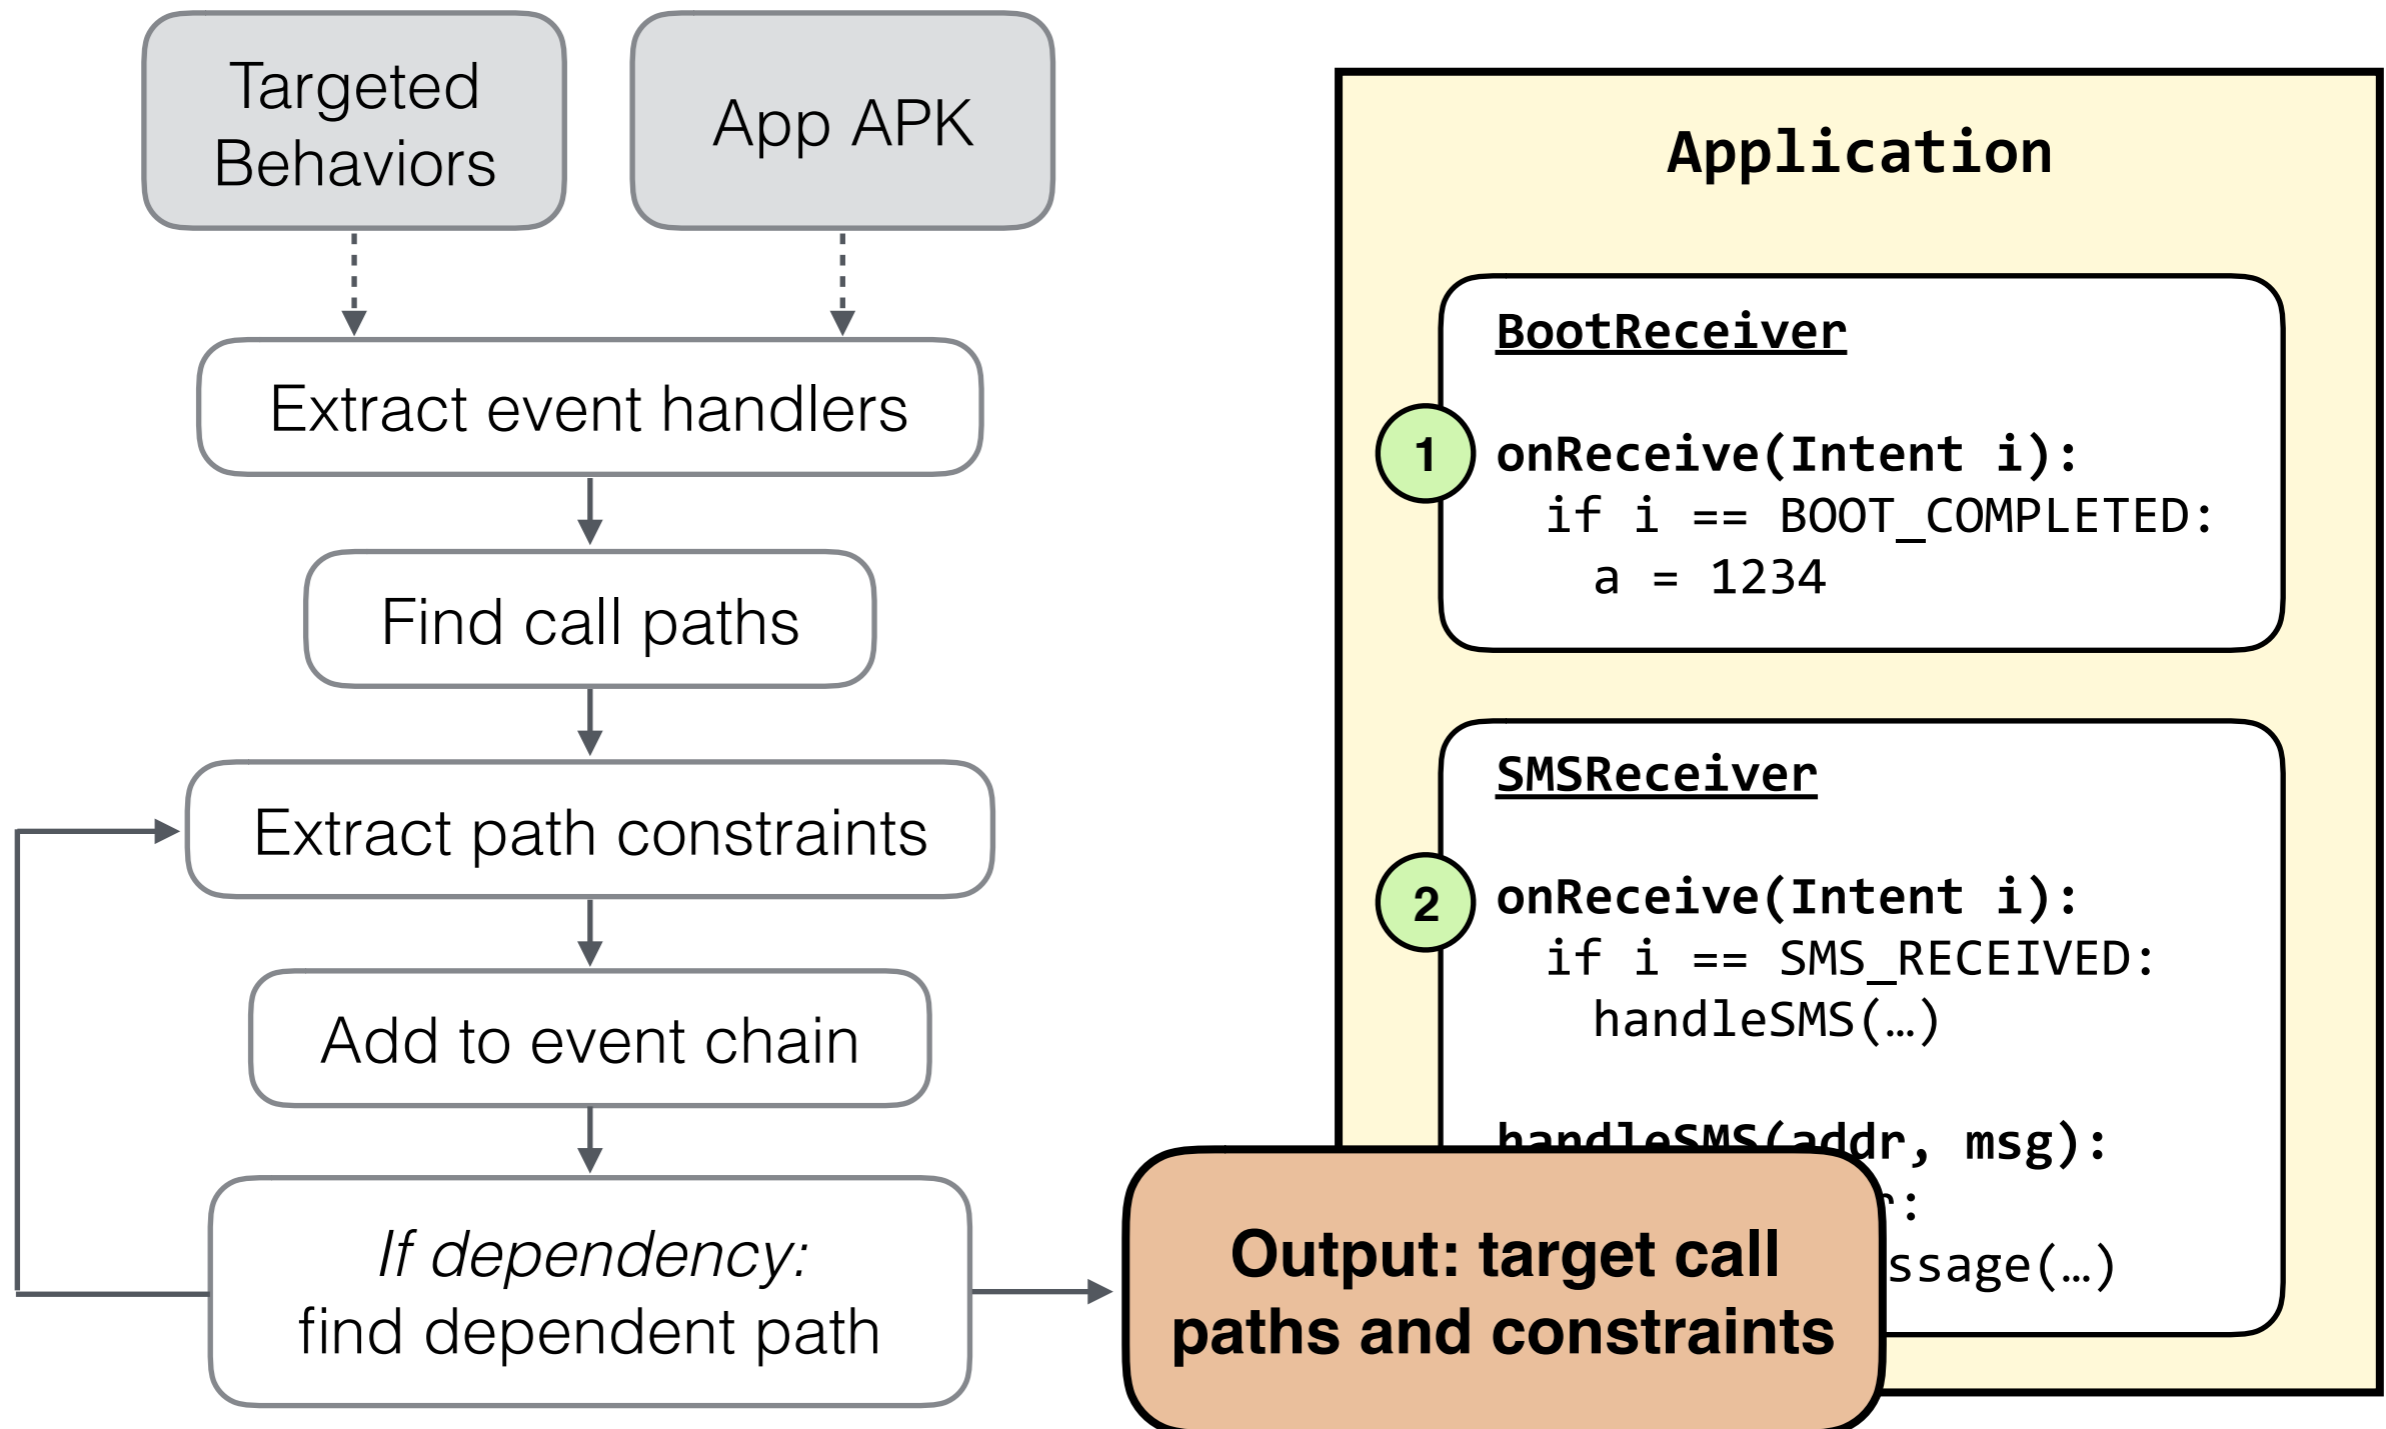 Targeted
Behaviors
App APK
Extract event handlers
Find call paths
Extract path constraints
Add to event chain
If dependency:
find dependent path
Output: target call
paths and constraints
Application
BootReceiver
1
onReceive(Intent i):
if i == BOOT_COMPLETED:
a = 1234
2
SMSReceiver
onReceive(Intent i):
if i == SMS_RECEIVED:
handleSMS(…)
handleSMS(addr, msg):